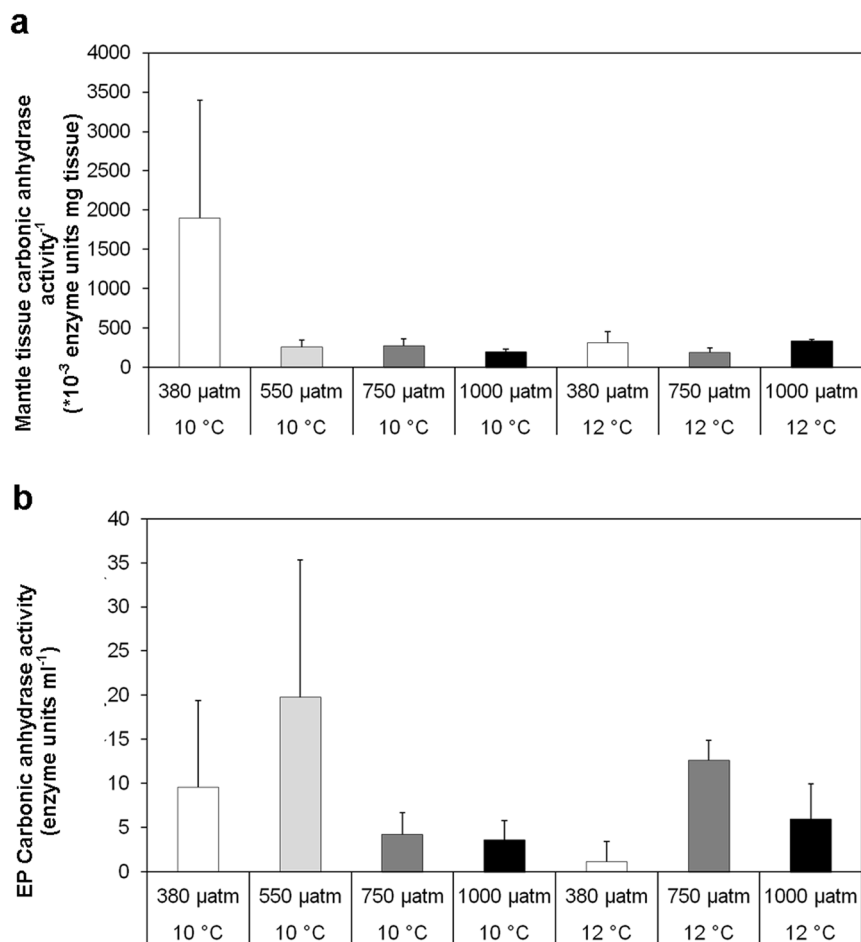 a
Mantle tissue carbonic anhydrase
activity-1
(*10-3 enzyme units mg tissue)
4000
3500
3000
2500
2000
1500
1000
500
0
380 µatm 550 µatm 750 µatm 1000 µatm 380 µatm 750 µatm 1000 µatm
10 °C 10 °C 10 °C 10 °C 12 °C 12 °C 12 °C
b
EP Carbonic anhydrase activity
(enzyme units ml-1)
40
35
30
25
20
15
10
5
0
380 µatm 550 µatm 750 µatm 1000 µatm 380 µatm 750 µatm 1000 µatm
10 °C 10 °C 10 °C 10 °C 12 °C 12 °C 12 °C